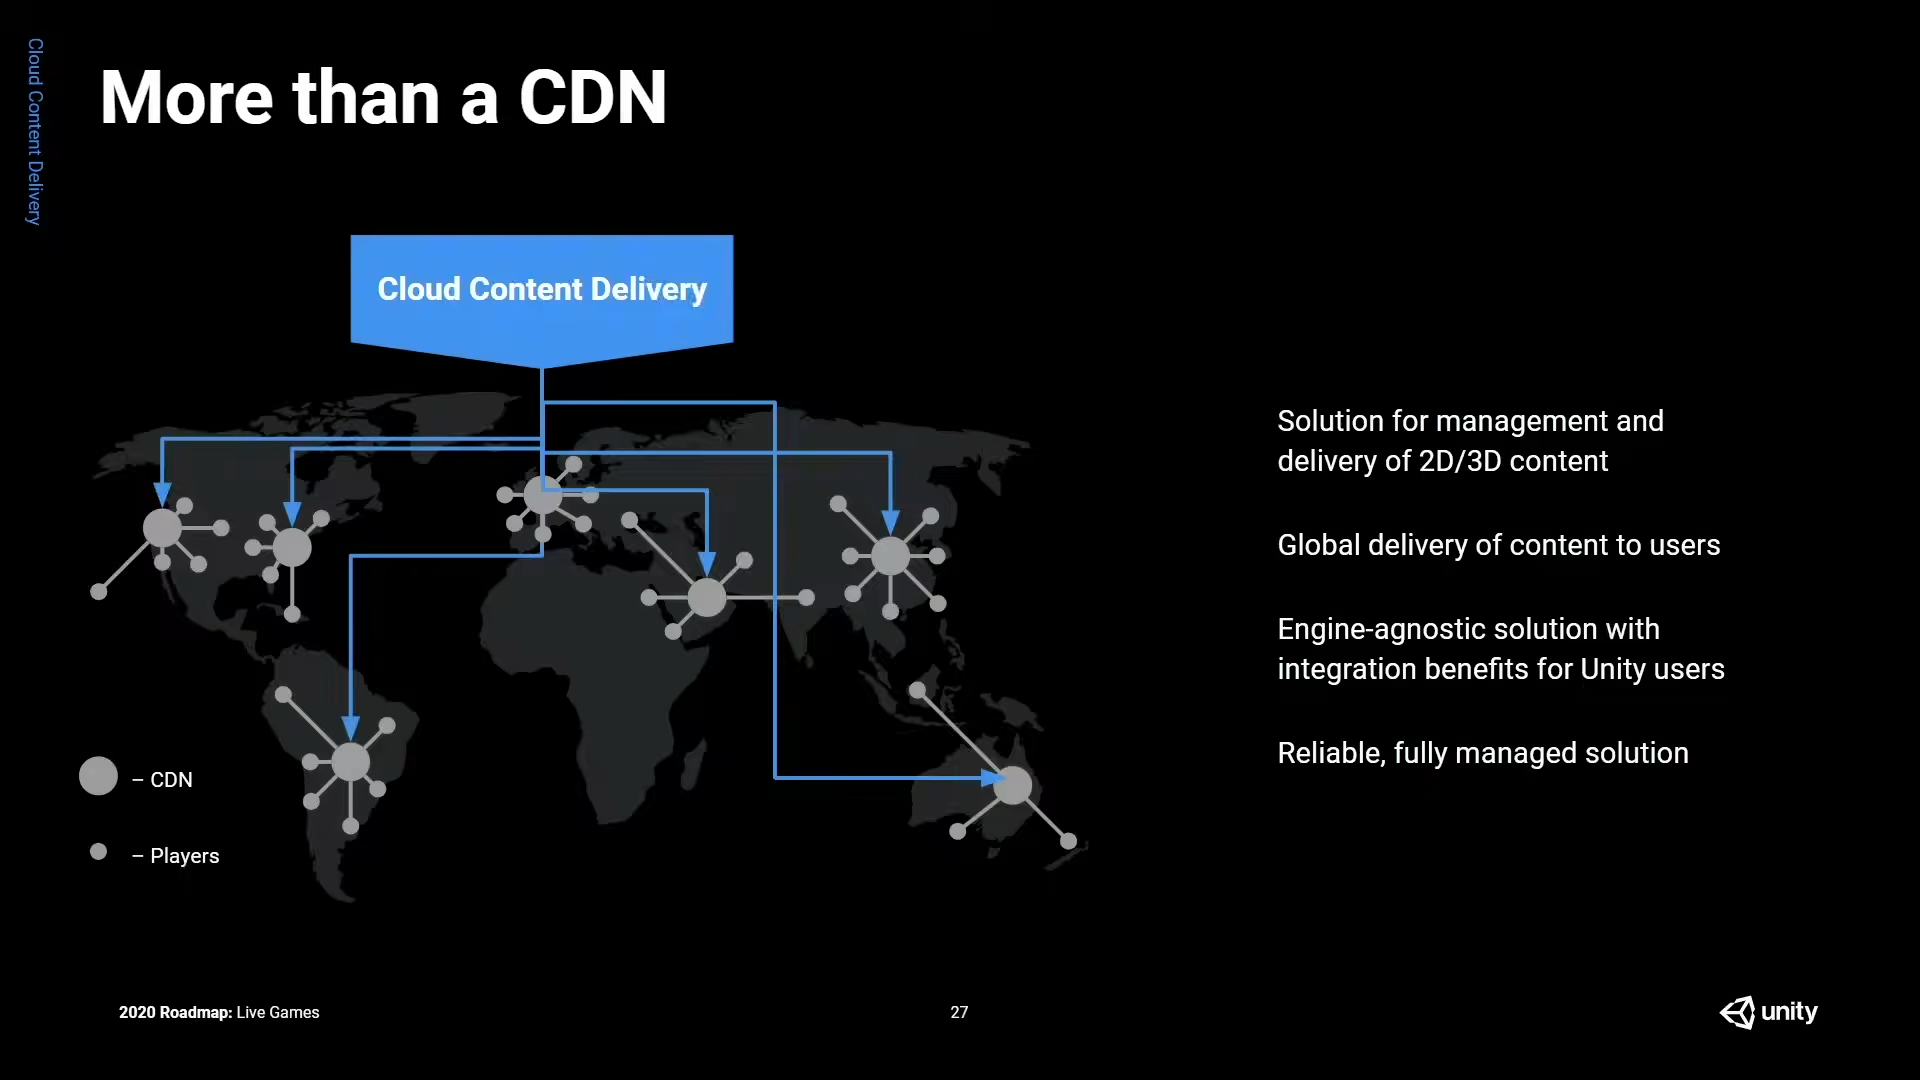 Cloud Content Delivery
More than a CDN
Cloud Content Delivery
Solution for management and
delivery of 2D/3D content
Global delivery of content to users
Engine-agnostic solution with
integration benefits for Unity users
Reliable, fully managed solution
– CDN
– Players
2020 Roadmap: Live Games
27
unity